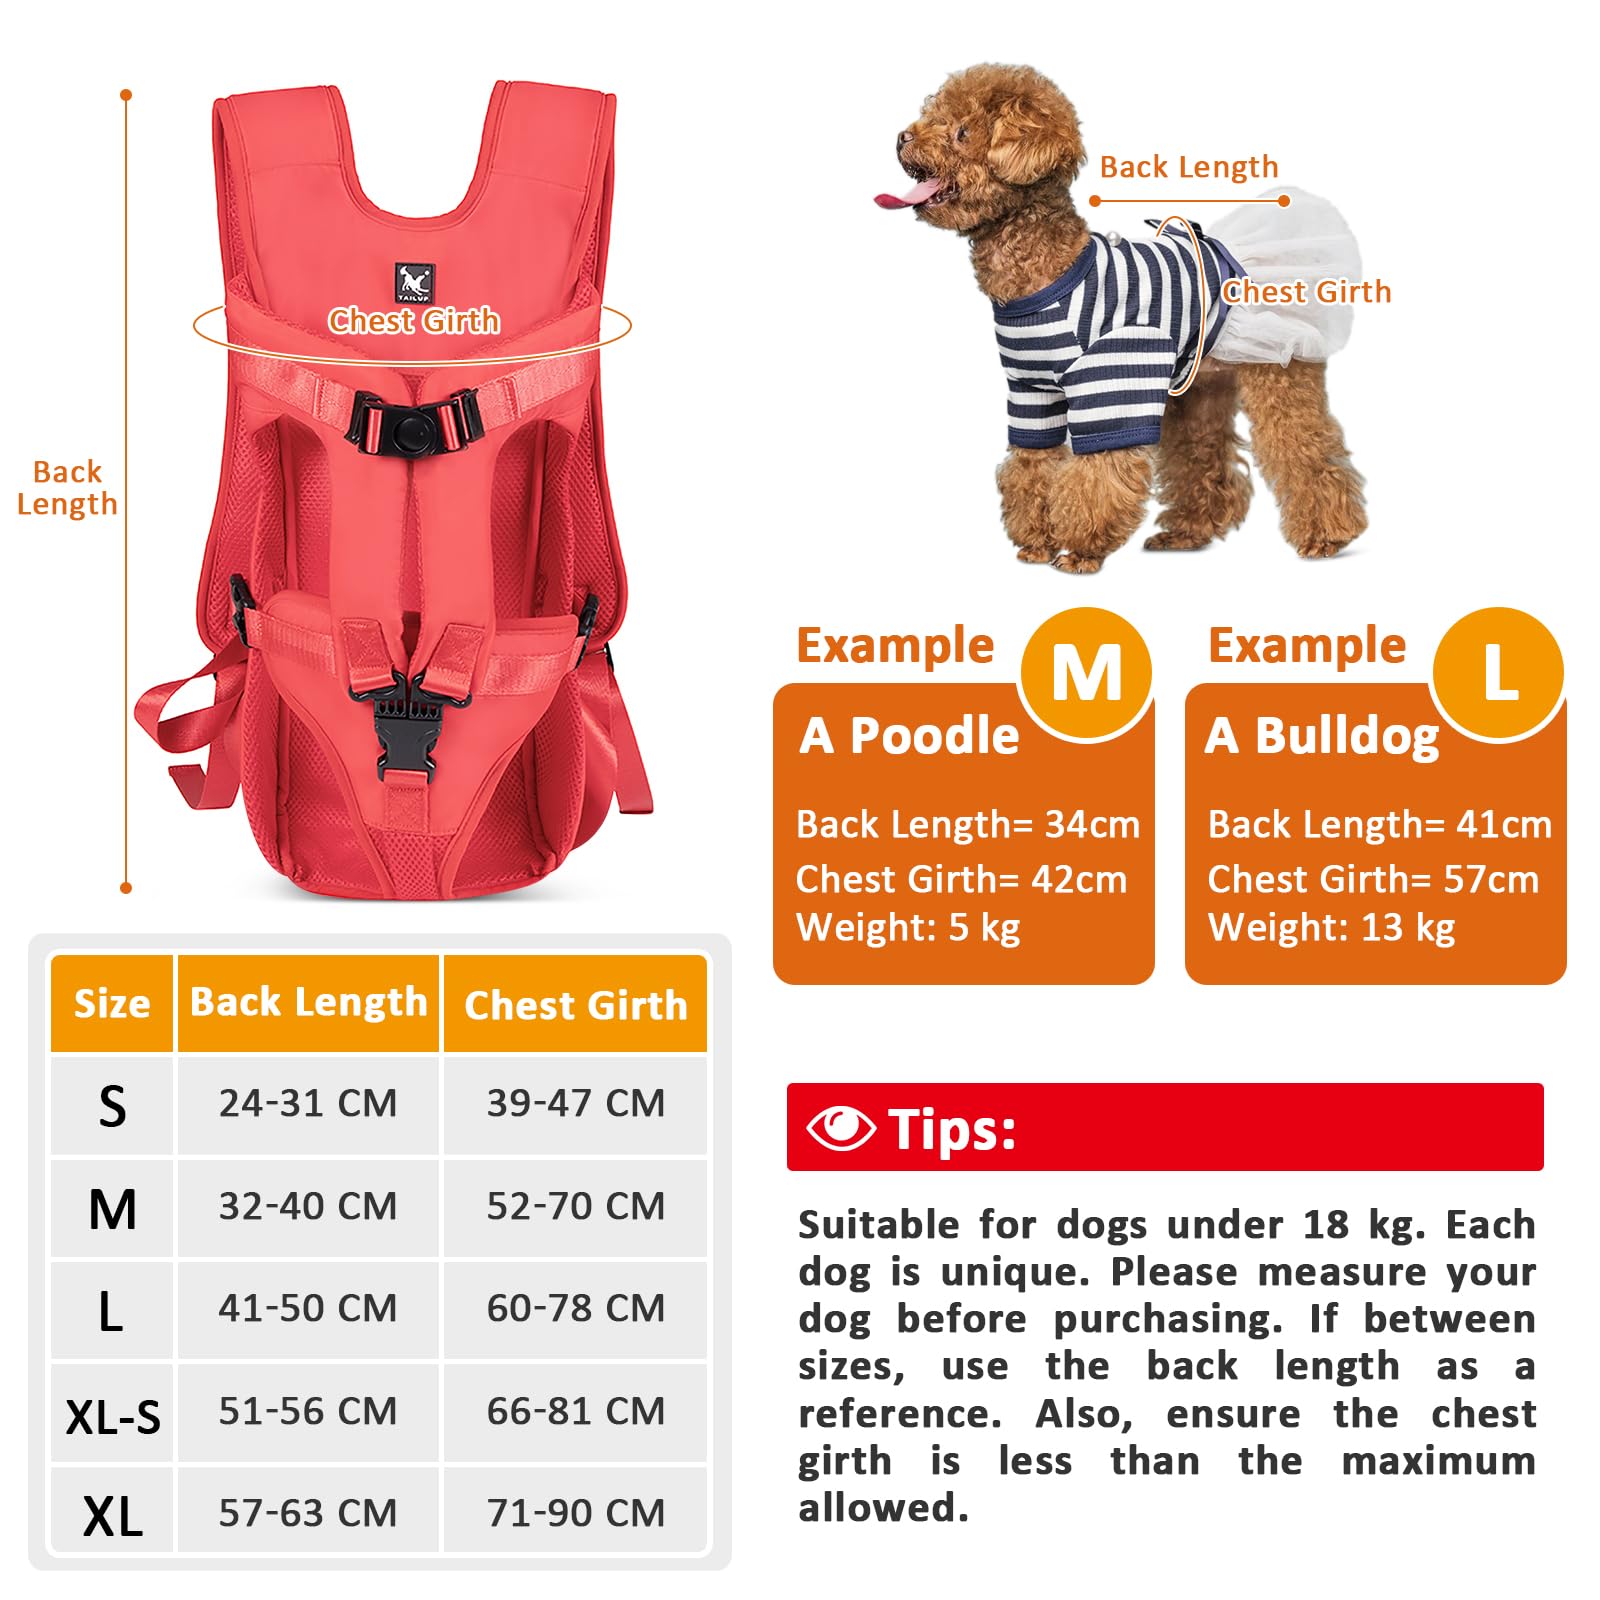 Back Length
Chest Girth
TAILUP
Chest Girth
Back
Length
Example M
A Poodle
Back Length= 34cm
Chest Girth= 42cm
Weight: 5 kg
Example L
A Bulldog
Back Length= 41cm
Chest Girth= 57cm
Weight: 13 kg
Size Back Length Chest Girth
S 24-31 CM 39-47 CM
M 32-40 CM 52-70 CM
L 41-50 CM 60-78 CM
XL-S 51-56 CM 66-81 CM
XL 57-63 CM 71-90 CM
Tips:
Suitable for dogs under 18 kg. Each
dog is unique. Please measure your
dog before purchasing. If between
sizes, use the back length as a
reference. Also, ensure the chest
girth is less than the maximum
allowed.